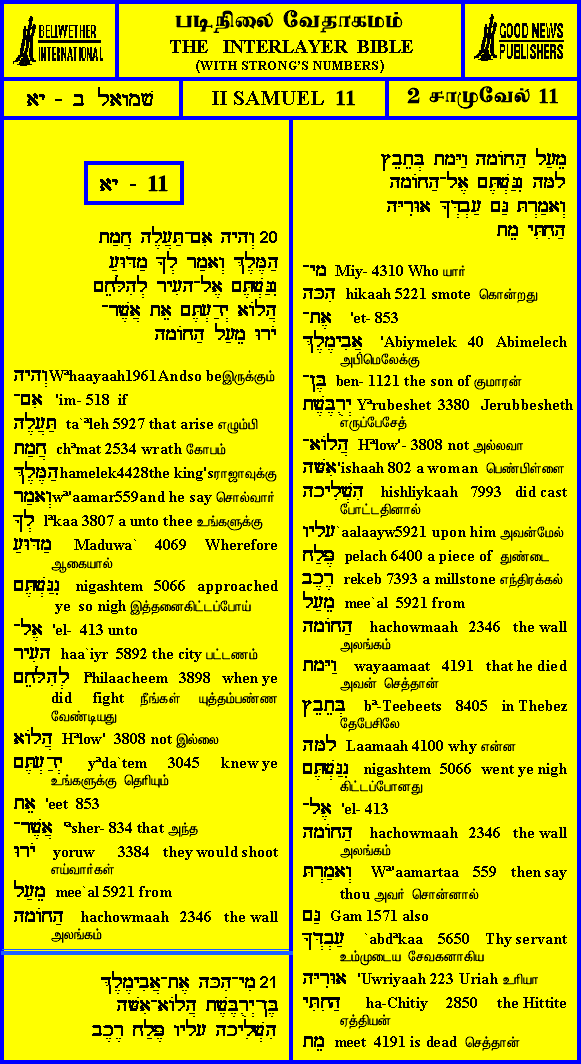 BELLWETHER
INTERNATIONAL
படிநிலை வேதாகமம்
THE INTERLAYER BIBLE
(WITH STRONG'S NUMBERS)
GOOD NEWS
PUBLISHERS
שמואל ב - יא
II SAMUEL 11
2 சாமுவேல் 11
יא - 11
20 וְהָיָה אִם־תַּעֲלֶה חֲמַת
הַמֶּלֶךְ וְאָמַר לְךָ מַדּוּעַ
נִגַּשְׁתֶּם אֶל־הָעִיר לְהִלָּחֵם
הֲלוֹא יְדַעְתֶּם אֵת אֲשֶׁר־
יֹרוּ מֵעַל הַחוֹמָה
וְהָיָה Wªhaayaah1961Andso beஇருக்கும்
אִם־ 'im- 518 if
תַּעֲלֶה ta`ªleh 5927 that arise எழும்பி
חֲמַת chªmat 2534 wrath கோபம்
הַמֶּלֶךְ hamelek4428the king'sராஜாவுக்கு
וְאָמַר wª'aamar559and he say சொல்வார்
לְךָ lªkaa 3807 a unto thee உங்களுக்கு
מַדּוּעַ Maduwa` 4069 Wherefore
ஆகையால்
נִגַּשְׁתֶּם nigashtem 5066 approached
ye so nigh இத்தனைகிட்டப்போய்
אֶל־ 'el- 413 unto
הָעִיר haa`iyr 5892 the city பட்டணம்
לְהִלָּחֵם lªhilaacheem 3898 when ye
did fight நீங்கள் யுத்தம்பண்ண
வேண்டியது
הֲלוֹא Hªlow' 3808 not இல்லை
יְדַעְתֶּם yªda`tem 3045 knew ye
உங்களுக்கு தெரியும்
אֵת 'eet 853
אֲשֶׁר־ ªsher- 834 that அந்த
יֹרוּ yoruw 3384 they would shoot
எய்வார்கள்
מֵעַל mee`al 5921 from
הַחוֹמָה hachowmaah 2346 the wall
அலங்கம்
21 מִי־הִכָּה אֶת־אֲבִימֶלֶךְ
בֶּן־יְרֻבֶּשֶׁת הֲלוֹא־אִשָּׁה
הִשְׁלִיכָה עָלָיו פֶּלַח רֶכֶב
מֵעַל הַחוֹמָה וַיָּמָת בְּתֵבֵץ
לָמָּה נִגַּשְׁתֶּם אֶל־הַחוֹמָה
וְאָמַרְתָּ גַּם עַבְדְּךָ אוּרִיָּה
הַחִתִּי מֵת
מִי־ Miy- 4310 Who யார்
הִכָּה hikaah 5221 smote கொன்றது
אֶת־ 'et- 853
אֲבִימֶלֶךְ 'Abiymelek 40 Abimelech
அபிமெலேக்கு
בֶּן־ ben- 1121 the son of குமாரன்
יְרֻבֶּשֶׁת Yªrubeshet 3380 Jerubbesheth
எருப்பேசேத்
הֲלוֹא־ Hªlow'- 3808 not அல்லவா
אִשָּׁה 'ishaah 802 a woman பெண்பிள்ளை
הִשְׁלִיכָה hishliykaah 7993 did cast
போட்டதினால்
עָלָיו `aalaayw5921 upon him அவன்மேல்
פֶּלַח pelach 6400 a piece of துண்டை
רֶכֶב rekeb 7393 a millstone எந்திரக்கல்
מֵעַל mee`al 5921 from
הַחוֹמָה hachowmaah 2346 the wall
அலங்கம்
וַיָּמָת wayaamaat 4191 that he died
அவன் செத்தான்
בְּתֵבֵץ bª-Teebeets 8405 in Thebez
தேபேசிலே
לָמָּה Laamaah 4100 why என்ன
נִגַּשְׁתֶּם nigashtem 5066 went ye nigh
கிட்டப்போனது
אֶל־ 'el- 413
הַחוֹמָה hachowmaah 2346 the wall
அலங்கம்
וְאָמַרְתָּ Wª'aamartaa 559 then say
thou அவர் சொன்னால்
גַּם Gam 1571 also
עַבְדְּךָ `abdªkaa 5650 Thy servant
உம்முடைய சேவகனாகிய
אוּרִיָּה 'Uwriyaah 223 Uriah உரியா
הַחִתִּי ha-Chitiy 2850 the Hittite
ஏத்தியன்
מֵת meet 4191 is dead செத்தான்